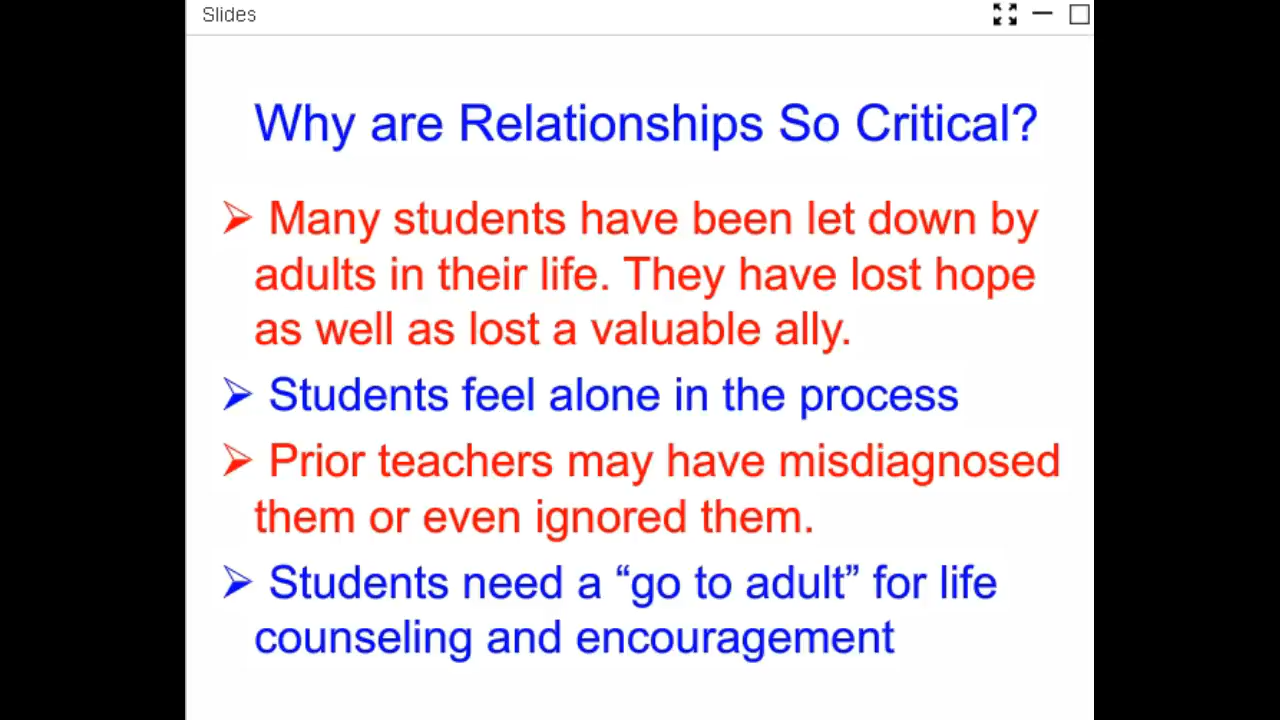 Slides
Why are Relationships So Critical?
➢ Many students have been let down by
adults in their life. They have lost hope
as well as lost a valuable ally.
➢ Students feel alone in the process
➢ Prior teachers may have misdiagnosed
them or even ignored them.
➢ Students need a “go to adult” for life
counseling and encouragement